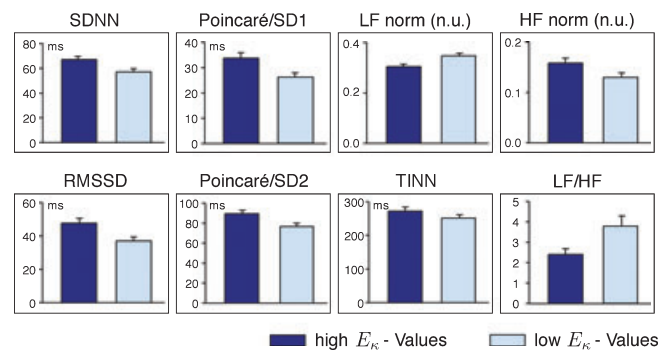 SDNN Poincaré/SD1 LF norm (n.u.) HF norm (n.u.)
80 ms 60 40 20 0
40 ms 30 20 10 0
0.4 0.2 0.0
0.2 0.1 0.0
RMSSD Poincaré/SD2 TINN LF/HF
60 ms 40 20 0
100 ms 80 60 40 20 0
300 ms 200 100 0
5 4 3 2 1 0
high Eκ - Values low Eκ - Values